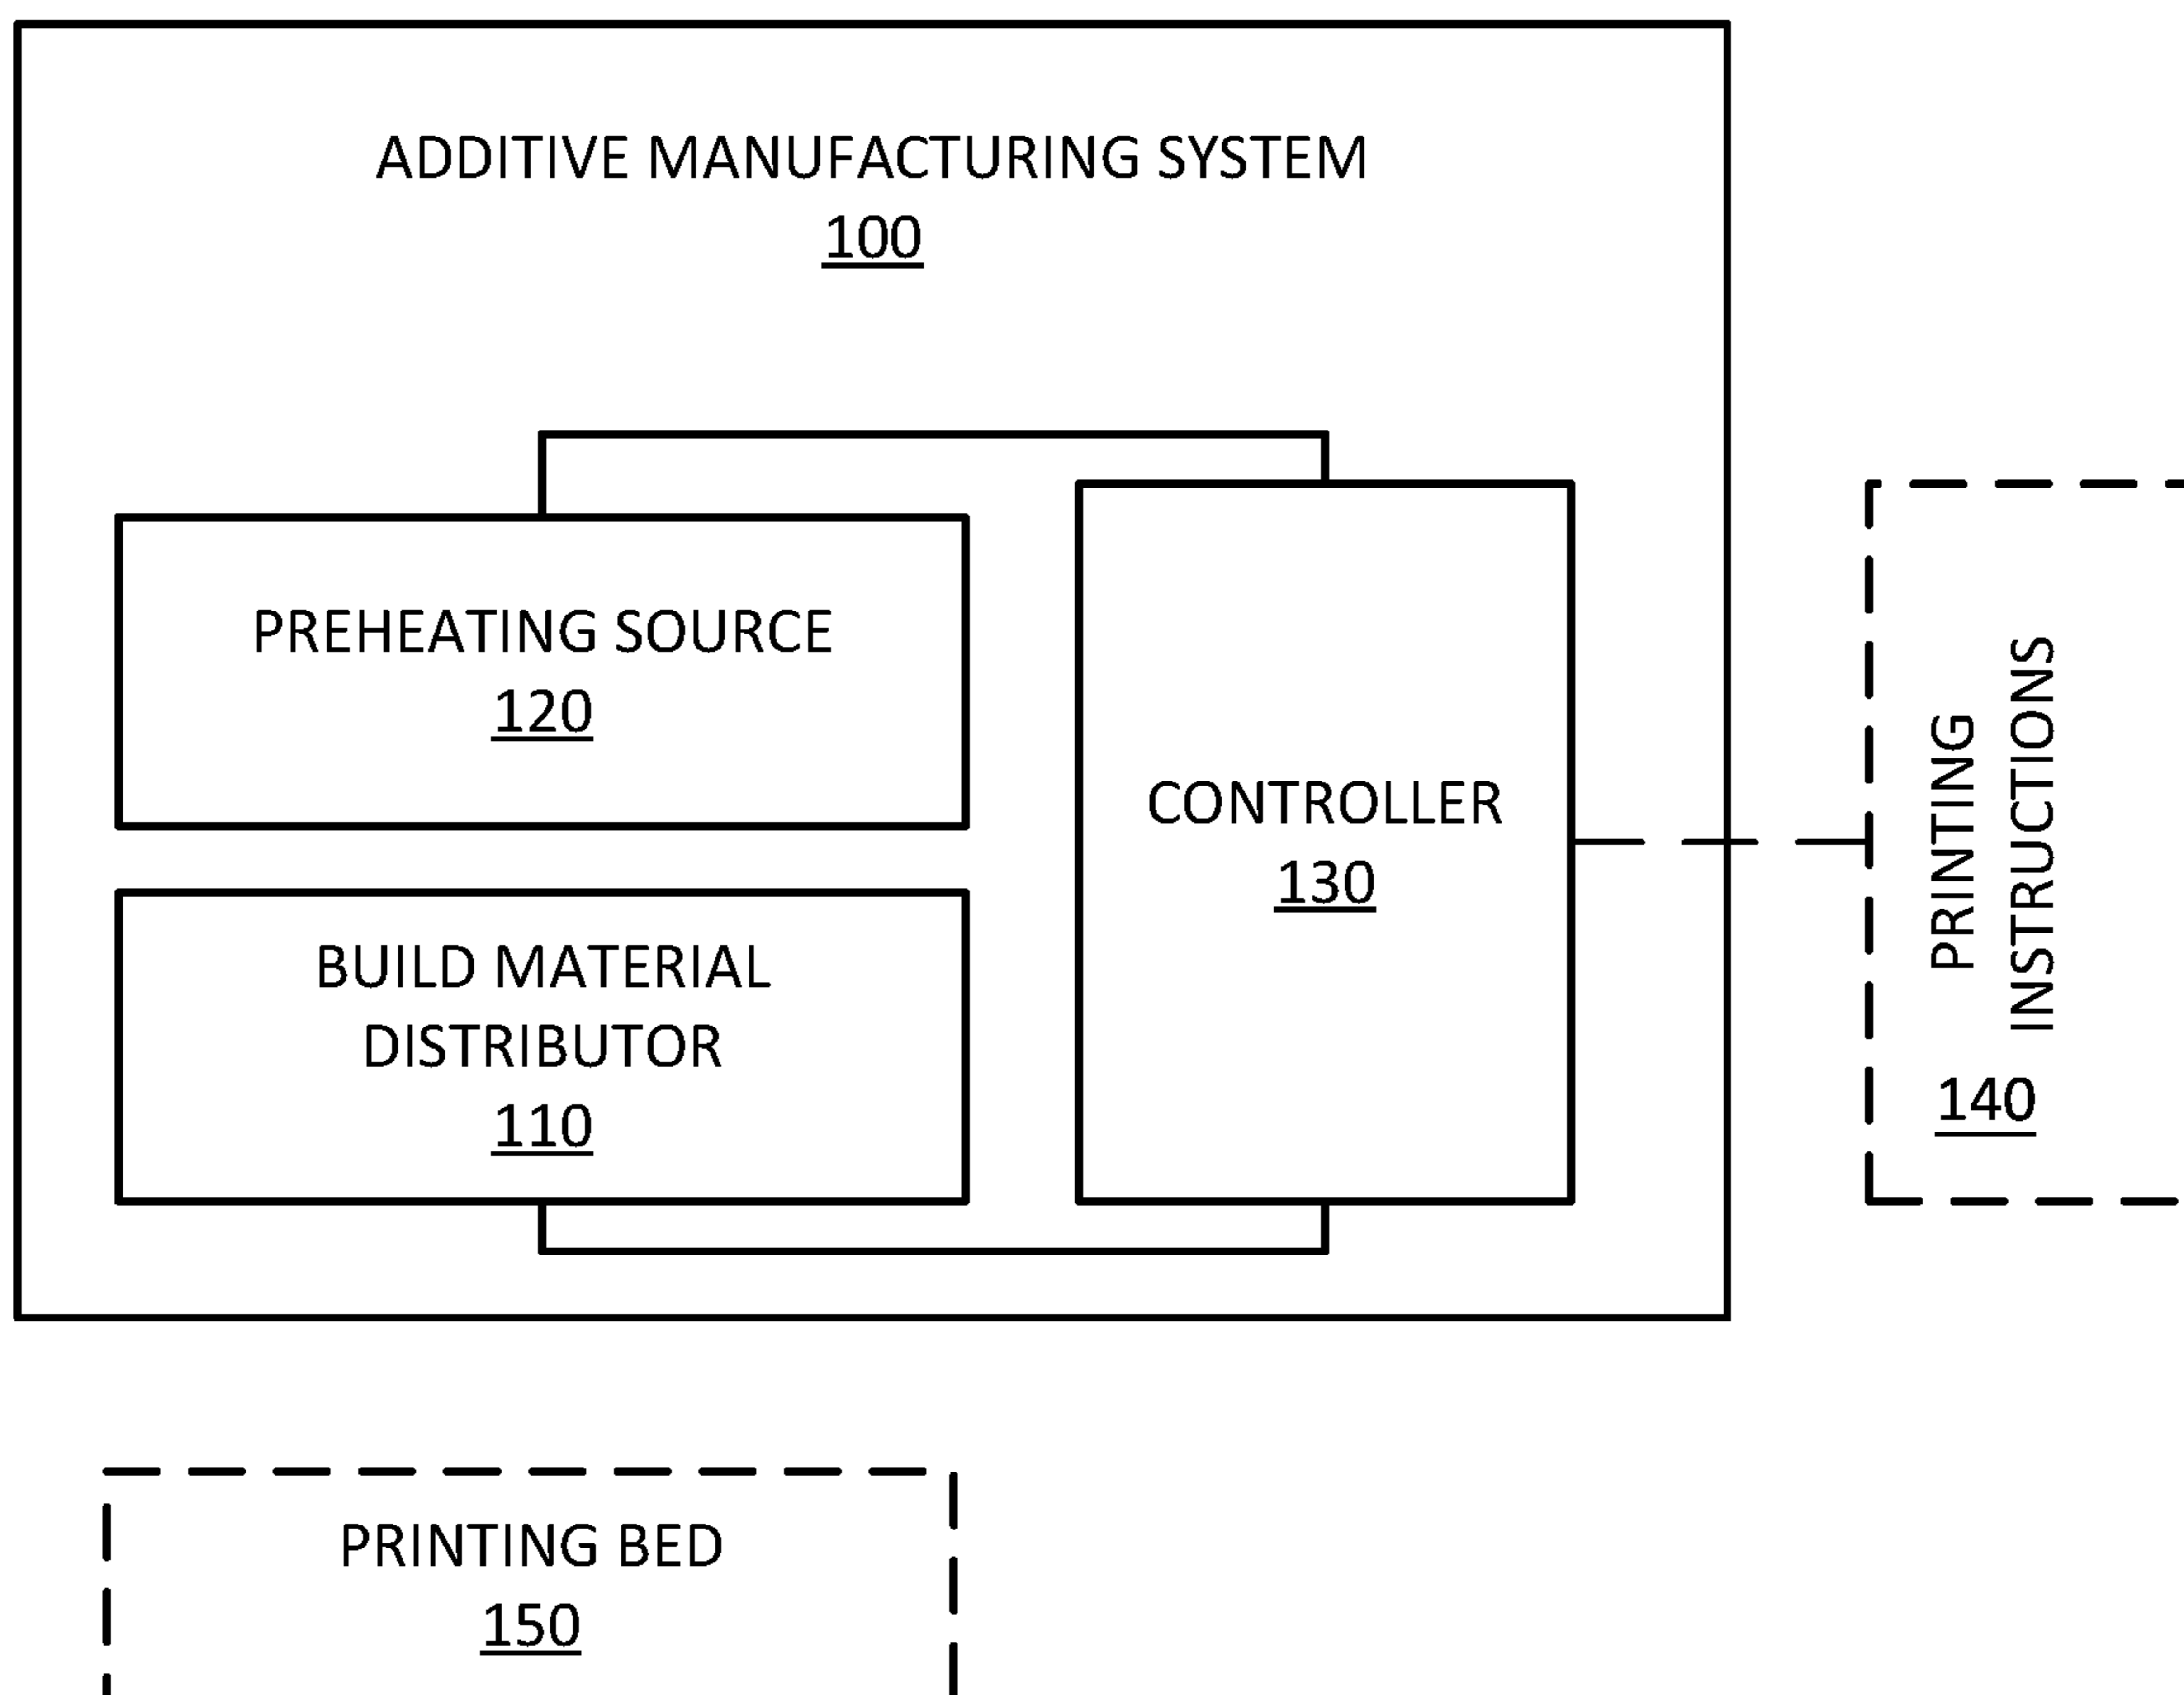 ADDITIVE MANUFACTURING SYSTEM
100
PREHEATING SOURCE
120
BUILD MATERIAL
DISTRIBUTOR
110
CONTROLLER
130
PRINTING
INSTRUCTIONS
140
PRINTING BED
150